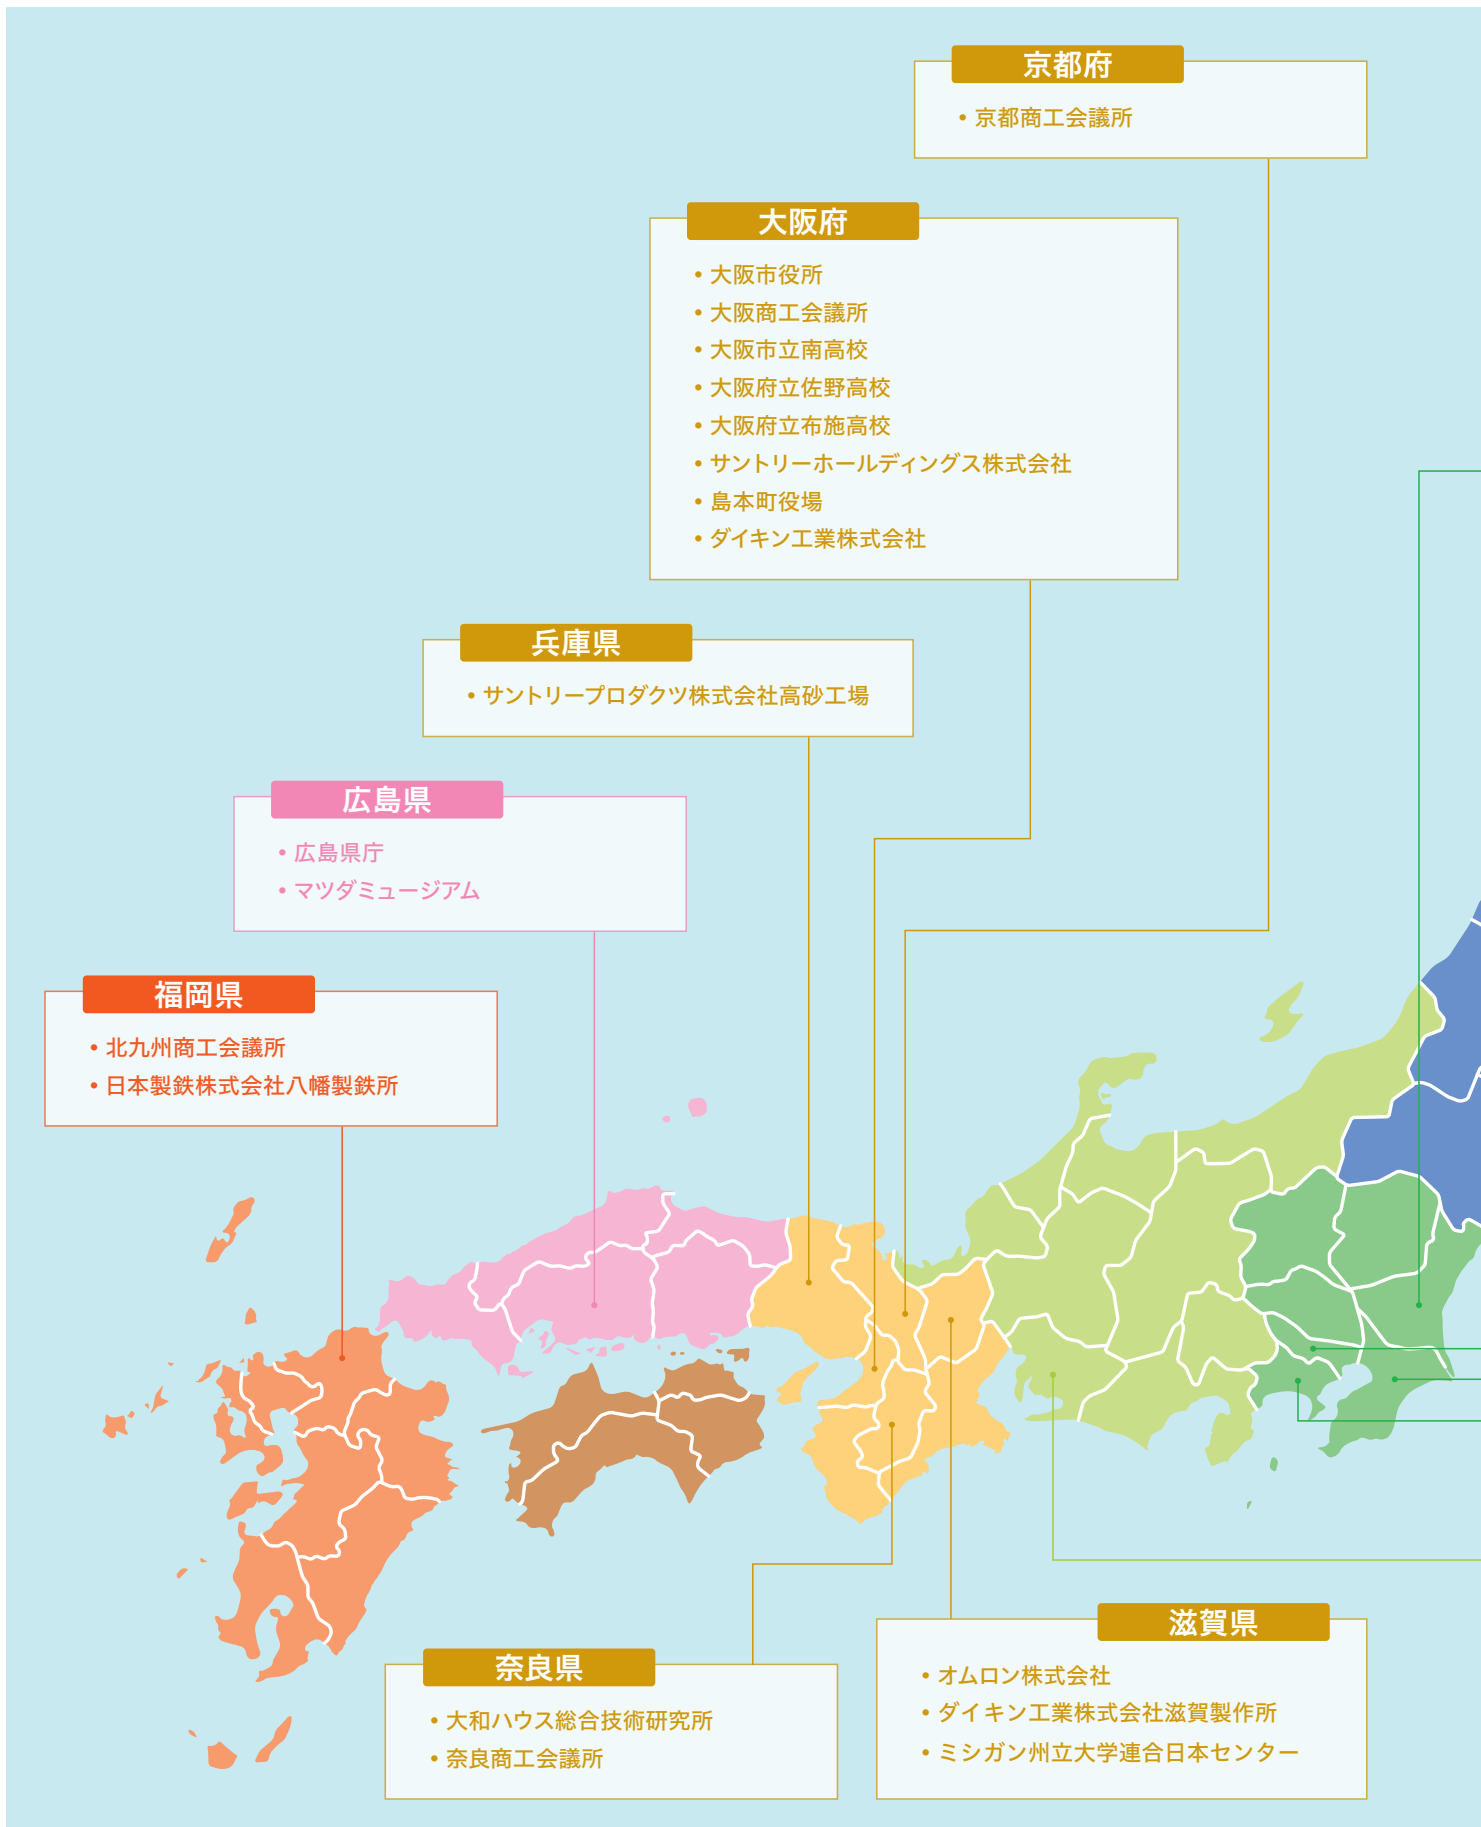 京都府
• 京都商工会議所
大阪府
• 大阪市役所
• 大阪商工会議所
• 大阪市立南高校
• 大阪府立佐野高校
• 大阪府立布施高校
• サントリーホールディングス株式会社
• 島本町役場
• ダイキン工業株式会社
兵庫県
• サントリープロダクツ株式会社高砂工場
広島県
• 広島県庁
• マツダミュージアム
福岡県
• 北九州商工会議所
• 日本製鉄株式会社八幡製鉄所
奈良県
• 大和ハウス総合技術研究所
• 奈良商工会議所
滋賀県
• オムロン株式会社
• ダイキン工業株式会社滋賀製作所
• ミシガン州立大学連合日本センター